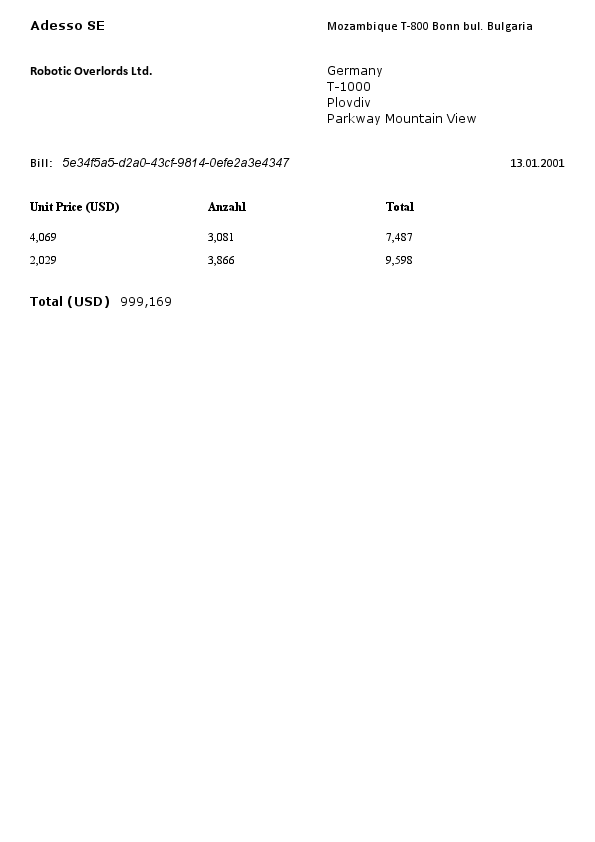 Adesso SE Mozambique T-800 Bonn bul. Bulgaria
Robotic Overlords Ltd. Germany
T-1000
Plovdiv
Parkway Mountain View
Bill: 5e34f5a5-d2a0-43cf-9814-0efe2a3e4347 13.01.2001
Unit Price (USD) Anzahl Total
4,069 3,081 7,487
2,029 3,866 9,598
Total (USD) 999,169